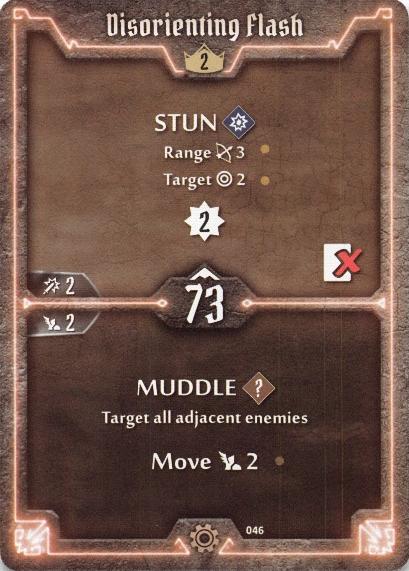 Disorienting Flash
2
STUN
Range 3
Target 2
2
2
73
2
MUDDLE ?
Target all adjacent enemies
Move 2
046